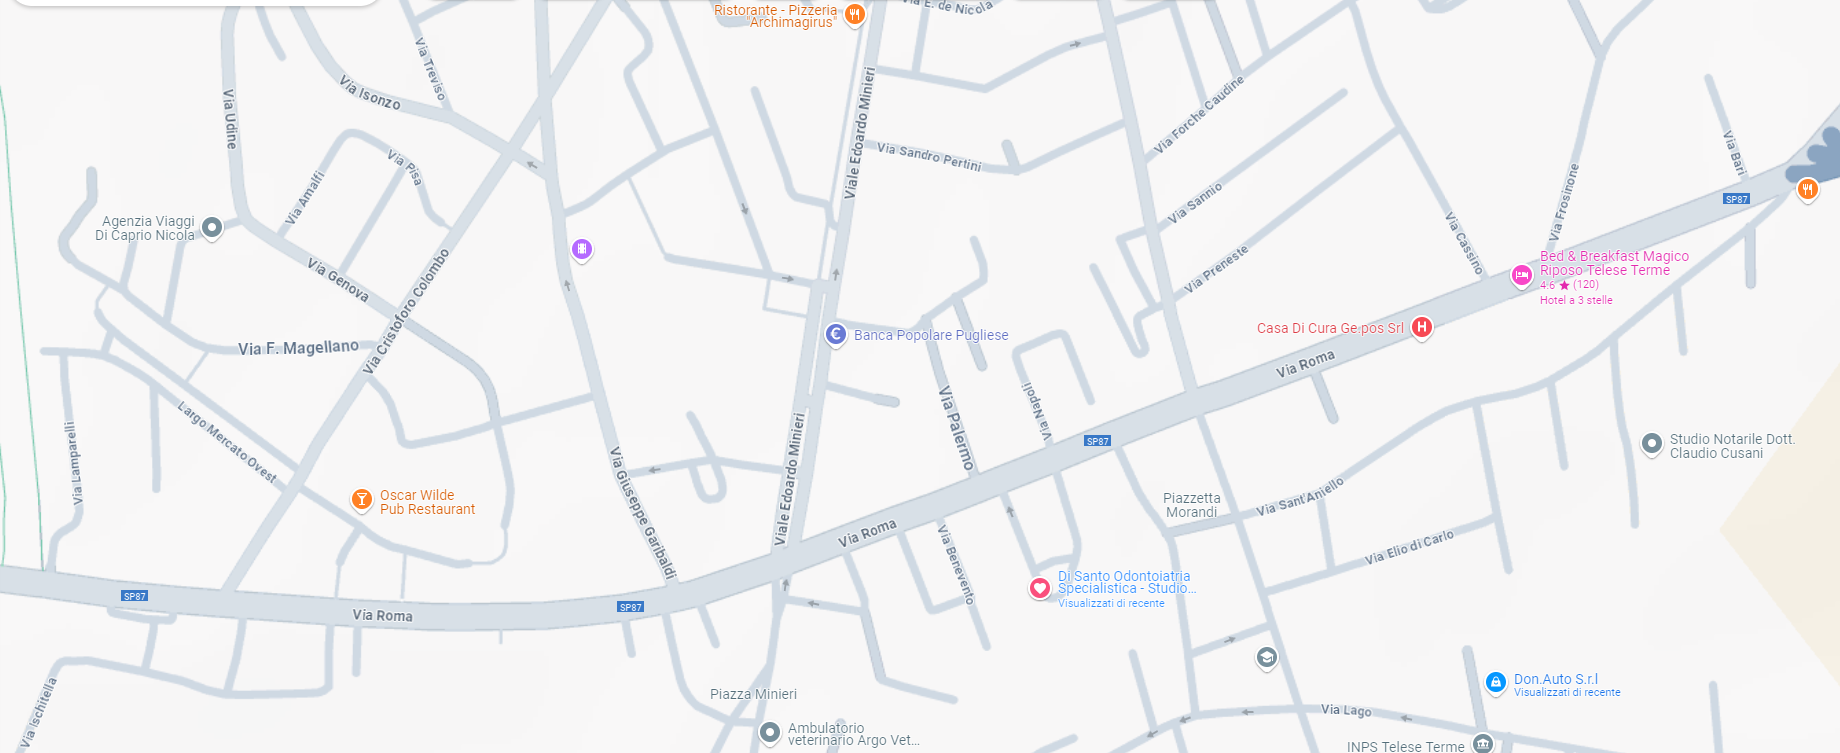 Ristorante - Pizzeria
"Archimagirus"
Via E. de Nicola
Via Treviso
Via Isonzo
Via Udine
Viale Edoardo Minieri
Via Forche Caudine
Via Sandro Pertini
Via Bari
Via Pisa
Via Amalfi
Via Sannio
Via Frosinone
Via Cassino
SP87
Agenzia Viaggi
Di Caprio Nicola
Via Genova
Via Cristoforo Colombo
Via Preneste
Bed & Breakfast Magico
Riposo Telese Terme
4.6 ★ (120)
Hotel a 3 stelle
Casa Di Cura Ge.pos Srl
Banca Popolare Pugliese
Via F. Magellano
Via Roma
Via Palermo
Via Napoli
Largo Mercato Ovest
Via Lamparelli
SP87
Viale Edoardo Minieri
Via Giuseppe Garibaldi
Studio Notarile Dott.
Claudio Cusani
Oscar Wilde
Pub Restaurant
Piazzetta
Morandi
Via Sant'Aniello
Via Roma
Via Benevento
Via Elio di Carlo
Di Santo Odontoiatria
Specialistica - Studio...
Visualizzati di recente
SP87
Via Roma
SP87
Via Ischitella
Piazza Minieri
Ambulatorio
veterinario Argo Vet...
Don.Auto S.r.l
Visualizzati di recente
Via Lago
INPS Telese Terme